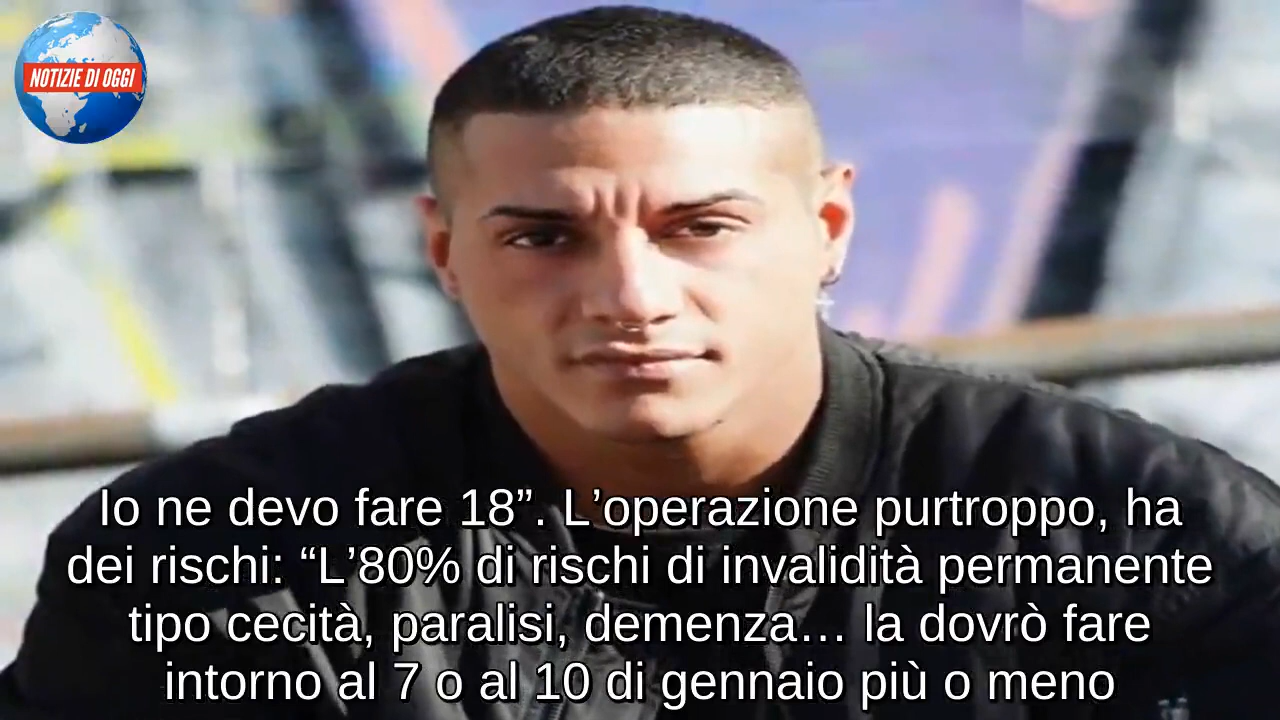 NOTIZIE DI OGGI
Io ne devo fare 18”. L’operazione purtroppo, ha
dei rischi: “L’80% di rischi di invalidità permanente
tipo cecità, paralisi, demenza… la dovrò fare
intorno al 7 o al 10 di gennaio più o meno